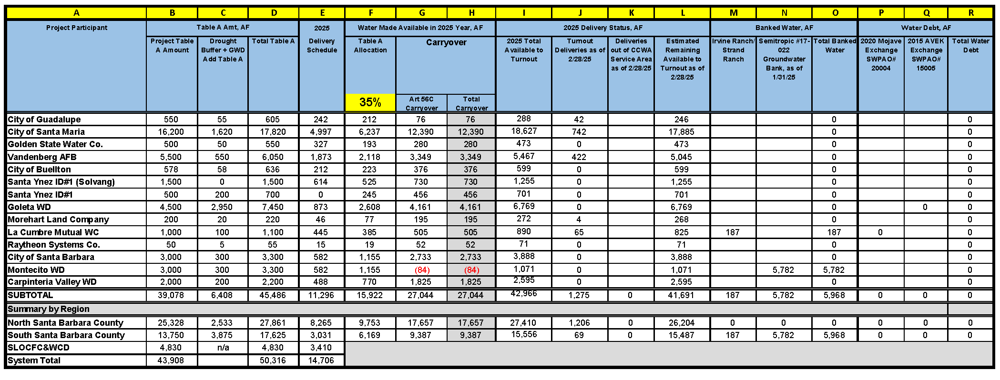 A B C D E F G H I J K L M N O P Q R
Project Participant Table A Amt, AF 2025 Water Made Available in 2025 Year, AF 2025 Delivery Status, AF Banked Water, AF Water Debt, AF
Project Table A Amount Drought Buffer + GWD Add Table A Total Table A Delivery Schedule Table A Allocation Carryover 2025 Total Available to Turnout Turnout Deliveries as of 2/28/25 Deliveries out of CCWA Service Area as of 2/28/25 Estimated Remaining Available to Turnout as of 2/28/25 Irvine Ranch/ Strand Ranch Semitropic #17-022 Groundwater Bank, as of 1/31/25 Total Banked Water 2020 Mojave Exchange SWPAO# 20004 2015 AVEK Exchange SWPAO# 15005 Total Water Debt
35% Art 56C Carryover Total Carryover
City of Guadalupe 550 55 605 242 212 76 76 288 42 246 0 0
City of Santa Maria 16,200 1,620 17,820 4,997 6,237 12,390 12,390 18,627 742 17,885 0 0
Golden State Water Co. 500 50 550 327 193 280 280 473 0 473 0 0
Vandenberg AFB 5,500 550 6,050 1,873 2,118 3,349 3,349 5,467 422 5,045 0 0
City of Buellton 578 58 636 212 223 376 376 599 0 599 0 0
Santa Ynez ID#1 (Solvang) 1,500 0 1,500 614 525 730 730 1,255 0 1,255 0 0
Santa Ynez ID#1 500 200 700 0 245 456 456 701 0 701 0 0
Goleta WD 4,500 2,950 7,450 873 2,608 4,161 4,161 6,769 0 6,769 0 0 0
Morehart Land Company 200 20 220 46 77 195 195 272 4 268 0 0
La Cumbre Mutual WC 1,000 100 1,100 445 385 505 505 890 65 825 187 187 0 0
Raytheon Systems Co. 50 5 55 15 19 52 52 71 0 71 0 0
City of Santa Barbara 3,000 300 3,300 582 1,155 2,733 2,733 3,888 0 3,888 0 0
Montecito WD 3,000 300 3,300 582 1,155 (84) (84) 1,071 0 1,071 5,782 5,782 0
Carpinteria Valley WD 2,000 200 2,200 488 770 1,825 1,825 2,595 0 2,595 0 0
SUBTOTAL 39,078 6,408 45,486 11,296 15,922 27,044 27,044 42,966 1,275 0 41,691 187 5,782 5,968 0 0 0
Summary by Region
North Santa Barbara County 25,328 2,533 27,861 8,265 9,753 17,657 17,657 27,410 1,206 0 26,204 0 0 0 0 0 0
South Santa Barbara County 13,750 3,875 17,625 3,031 6,169 9,387 9,387 15,556 69 0 15,487 187 5,782 5,968 0 0 0
SLOCFC&WCD 4,830 n/a 4,830 3,410
System Total 43,908 50,316 14,706